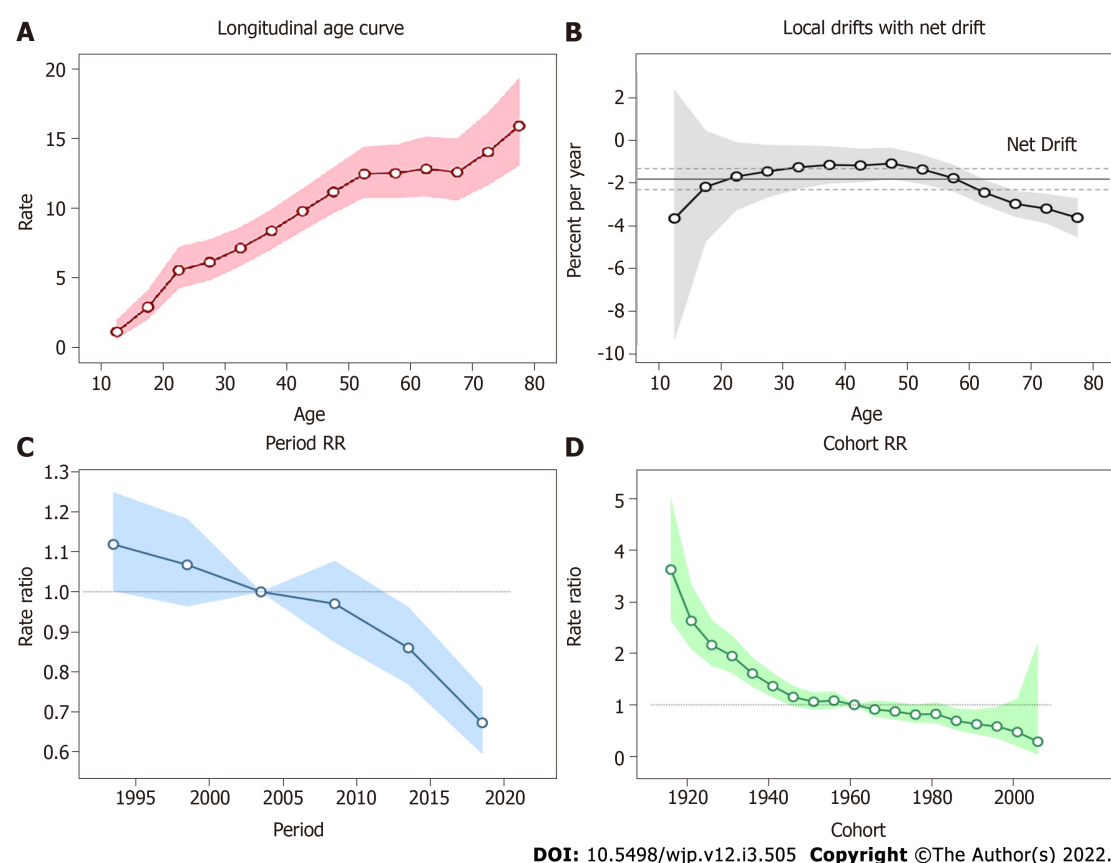 A
Longitudinal age curve
20
15
10
5
0
Rate
10 20 30 40 50 60 70 80
Age
B
Local drifts with net drift
2
0
-2
-4
-6
-8
-10
Percent per year
Net Drift
10 20 30 40 50 60 70 80
Age
C
Period RR
1.3
1.2
1.1
1.0
0.9
0.8
0.7
0.6
Rate ratio
1995 2000 2005 2010 2015 2020
Period
D
Cohort RR
5
4
3
2
1
0
Rate ratio
1920 1940 1960 1980 2000
Cohort
DOI: 10.5498/wjp.v12.i3.505 Copyright ©The Author(s) 2022.